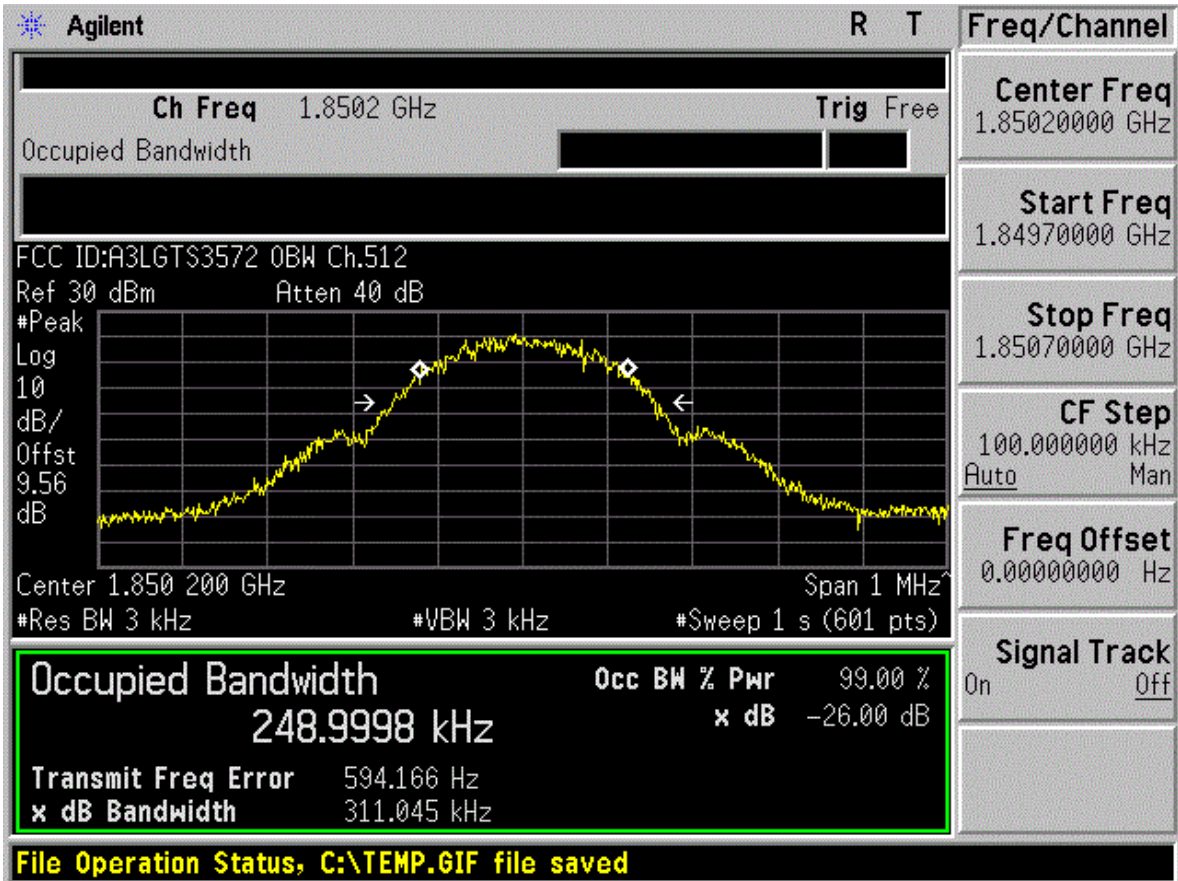 Agilent R T
Ch Freq 1.8502 GHz Trig Free
Occupied Bandwidth
FCC ID:A3LGTS3572 OBW Ch.512
Ref 30 dBm Atten 40 dB
#Peak
Log
10
dB/
Offst
9.56
dB
Center 1.850 200 GHz Span 1 MHz^
#Res BW 3 kHz #VBW 3 kHz #Sweep 1 s (601 pts)
Occupied Bandwidth
248.9998 kHz
Occ BW % Pwr 99.00 %
x dB -26.00 dB
Transmit Freq Error 594.166 Hz
x dB Bandwidth 311.045 kHz
File Operation Status, C:\TEMP.GIF file saved
Freq/Channel
Center Freq
1.85020000 GHz
Start Freq
1.84970000 GHz
Stop Freq
1.85070000 GHz
CF Step
100.000000 kHz
Auto Man
Freq Offset
0.00000000 Hz
Signal Track
On Off